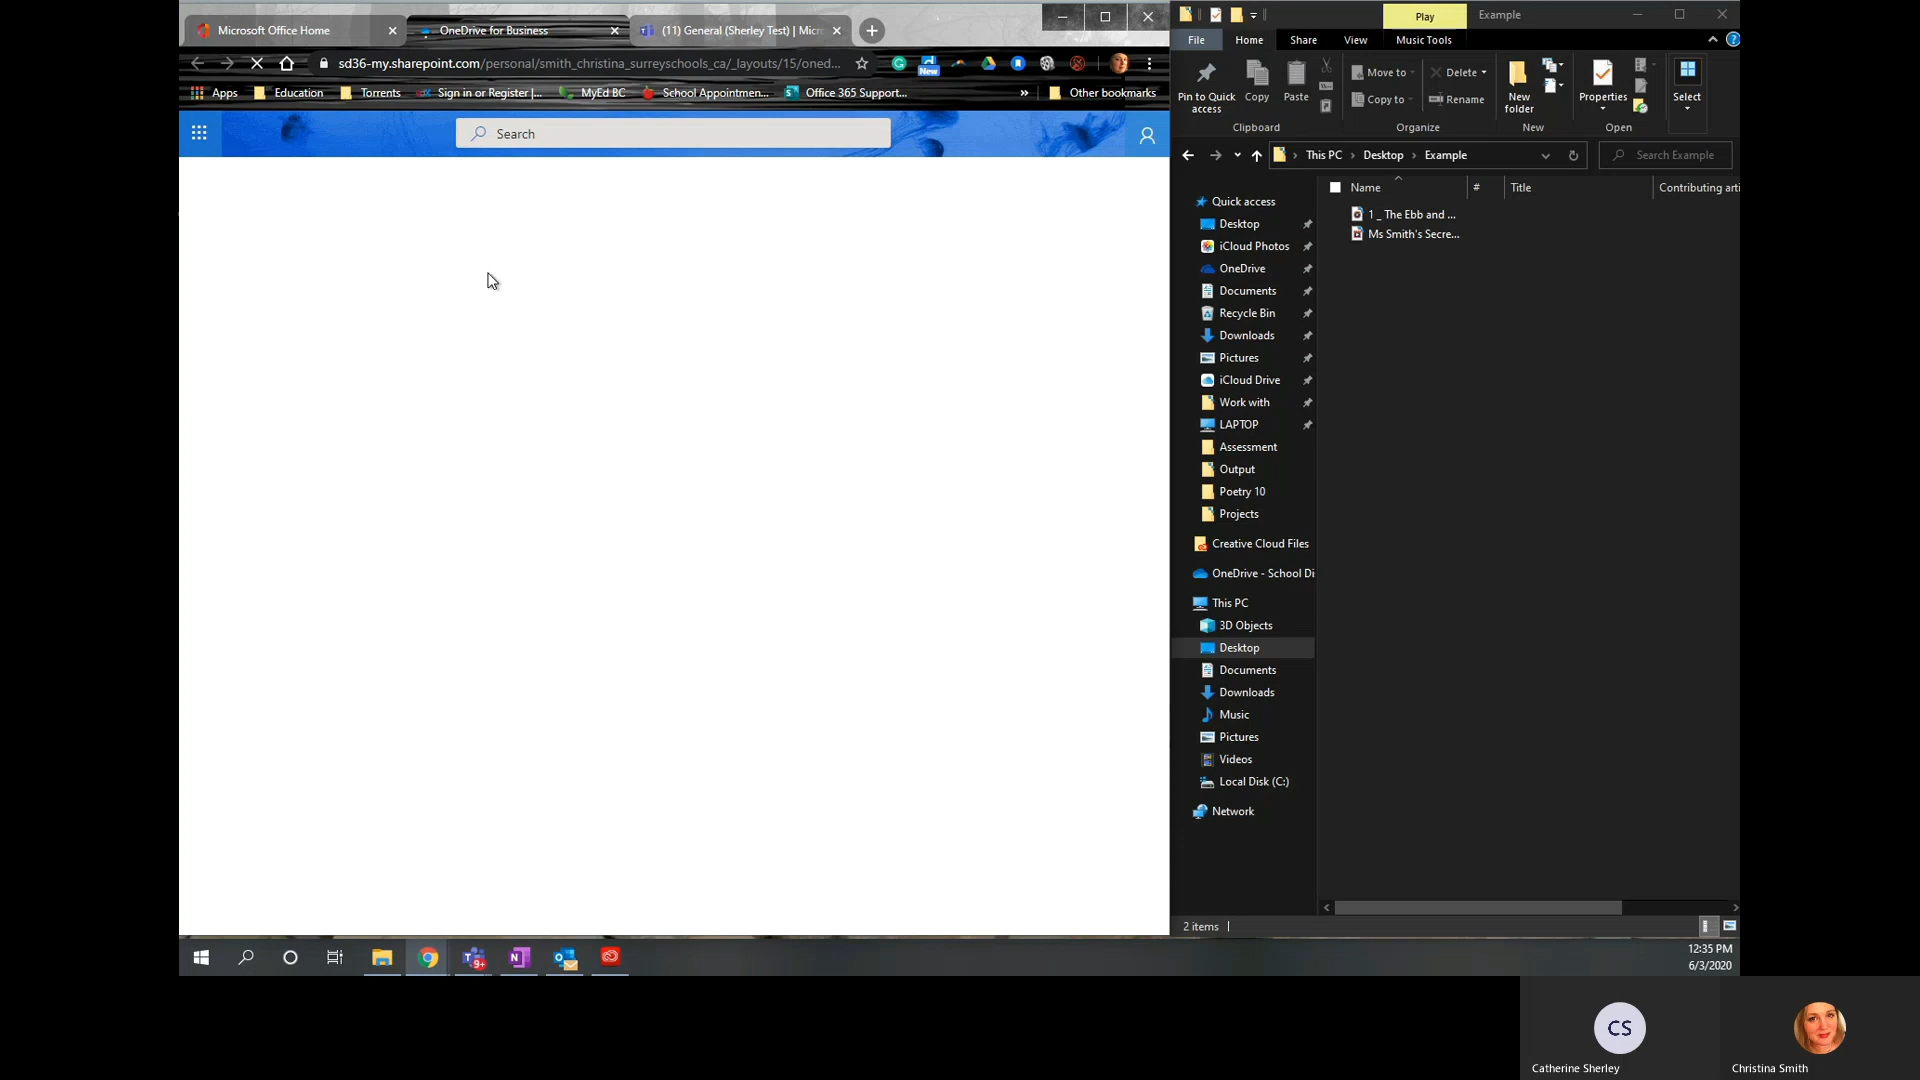 Microsoft Office Home
OneDrive for Business
(11) General (Sherley Test) | Micr
sd36-my.sharepoint.com/personal/smith_christina_surreyschools_ca/_layouts/15/oned...
New
Apps
Education
Torrents
Sign in or Register |...
MyEd BC
School Appointmen...
Office 365 Support...
»
Other bookmarks
Search
Play
Example
File
Home
Share
View
Music Tools
Pin to Quick access
Copy
Paste
Move to
Copy to
Delete
Rename
New folder
Properties
Select
Clipboard
Organize
New
Open
This PC
Desktop
Example
Search Example
Name
#
Title
Contributing arti
1 _ The Ebb and ...
Ms Smith's Secre...
Quick access
Desktop
iCloud Photos
OneDrive
Documents
Recycle Bin
Downloads
Pictures
iCloud Drive
Work with
LAPTOP
Assessment
Output
Poetry 10
Projects
Creative Cloud Files
OneDrive - School Di
This PC
3D Objects
Desktop
Documents
Downloads
Music
Pictures
Videos
Local Disk (C:)
Network
2 items
9+
12:35 PM
6/3/2020
CS
Catherine Sherley
Christina Smith